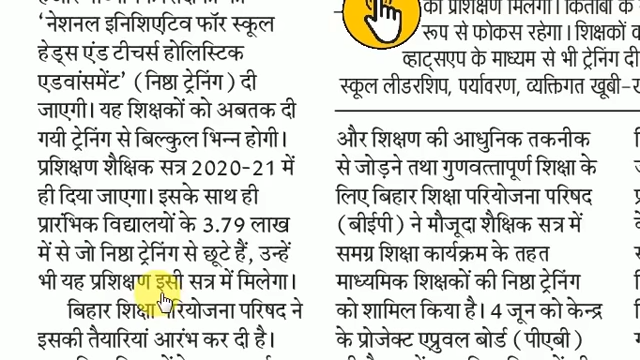 'नेशनल इनिशिएटिव फॉर स्कूल
हेड्स एंड टीचर्स होलिस्टिक
एडवांसमेंट' (निष्ठा ट्रेनिंग) दी
जाएगी। यह शिक्षकों को अबतक दी
गयी ट्रेनिंग से बिल्कुल भिन्न होगी।
प्रशिक्षण शैक्षिक सत्र 2020-21 में
ही दिया जाएगा। इसके साथ ही
प्रारंभिक विद्यालयों के 3.79 लाख
में से जो निष्ठा ट्रेनिंग से छूटे हैं, उन्हें
भी यह प्रशिक्षण इसी सत्र में मिलेगा।
बिहार शिक्षा परियोजना परिषद ने
इसकी तैयारियां आरंभ कर दी है।
का प्रशिक्षण मिलेगा। किताबों के
रूप से फोकस रहेगा। शिक्षकों
व्हाट्सएप के माध्यम से भी ट्रेनिंग दी
स्कूल लीडरशिप, पर्यावरण, व्यक्तिगत खूबी-
और शिक्षण की आधुनिक तकनीक
से जोड़ने तथा गुणवत्तापूर्ण शिक्षा के
लिए बिहार शिक्षा परियोजना परिषद
(बीईपी) ने मौजूदा शैक्षिक सत्र में
समग्र शिक्षा कार्यक्रम के तहत
माध्यमिक शिक्षकों की निष्ठा ट्रेनिंग
को शामिल किया है। 4 जून को केन्द्र
के प्रोजेक्ट एप्रुवल बोर्ड (पीएबी)